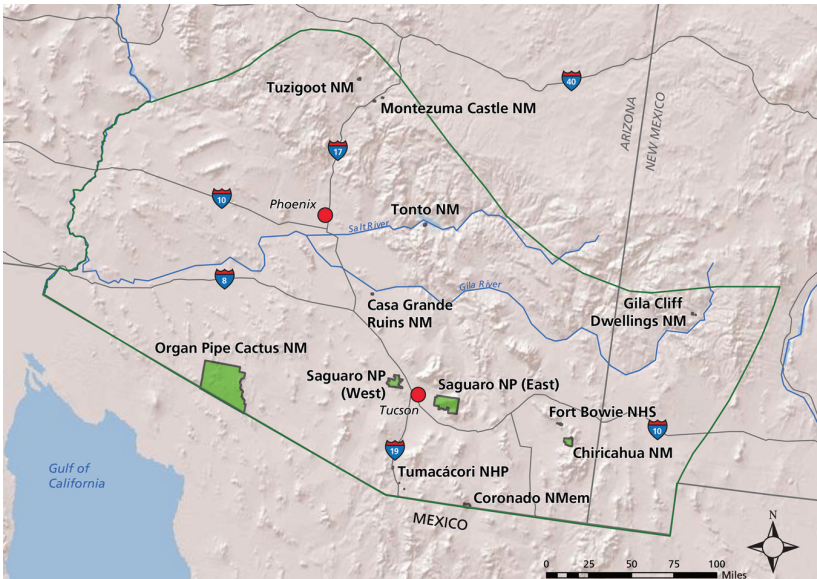 40
Tuzigoot NM
Montezuma Castle NM
ARIZONA
NEW MEXICO
17
10
Phoenix
Tonto NM
Salt River
8
Gila River
Casa Grande
Ruins NM
Gila Cliff
Dwellings NM
Organ Pipe Cactus NM
Saguaro NP
(West)
Saguaro NP (East)
Tucson
Fort Bowie NHS
10
Chiricahua NM
19
Gulf of
California
Tumacácori NHP
Coronado NMem
MEXICO
N
0 25 50 75 100
Miles